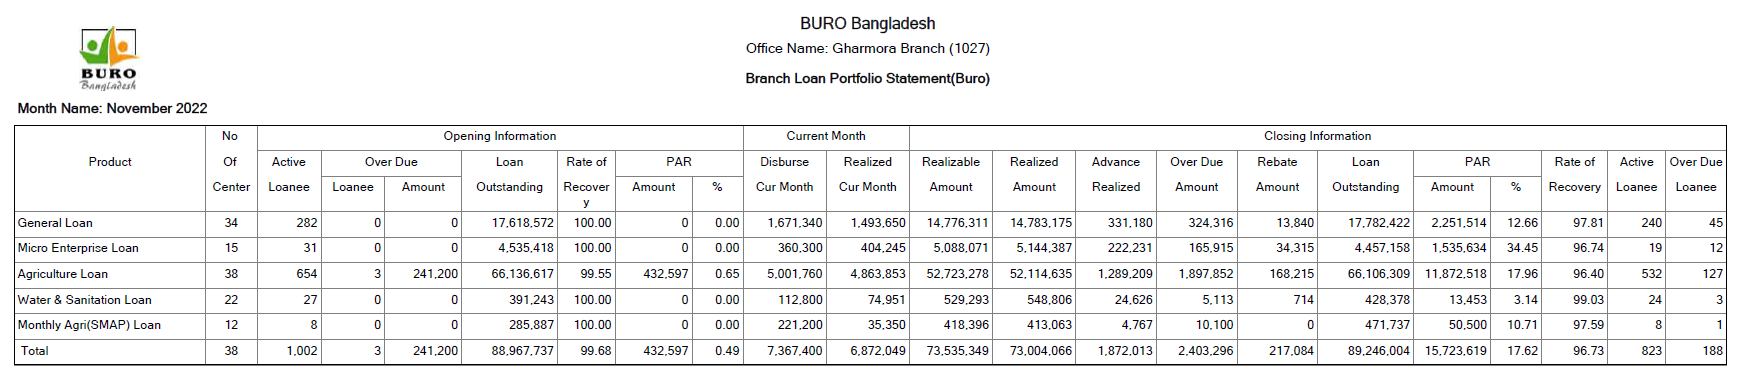 BURO Bangladesh
Office Name: Gharmora Branch (1027)
BURO
Bangladesh
Branch Loan Portfolio Statement(Buro)
Month Name: November 2022
No Opening Information Current Month Closing Information
Product Of Active Over Due Loan Rate of PAR Disburse Realized Realizable Realized Advance Over Due Rebate Loan PAR Rate of Active Over Due
Center Loanee Loanee Amount Outstanding Recover Amount % Cur Month Cur Month Amount Amount Realized Amount Amount Outstanding Amount % Recovery Loanee Loanee
y
General Loan 34 282 0 0 17,618,572 100.00 0 0.00 1,671,340 1,493,650 14,776,311 14,783,175 331,180 324,316 13,840 17,782,422 2,251,514 12.66 97.81 240 45
Micro Enterprise Loan 15 31 0 0 4,535,418 100.00 0 0.00 360,300 404,245 5,088,071 5,144,387 222,231 165,915 34,315 4,457,158 1,535,634 34.45 96.74 19 12
Agriculture Loan 38 654 3 241,200 66,136,617 99.55 432,597 0.65 5,001,760 4,863,853 52,723,278 52,114,635 1,289,209 1,897,852 168,215 66,106,309 11,872,518 17.96 96.40 532 127
Water & Sanitation Loan 22 27 0 0 391,243 100.00 0 0.00 112,800 74,951 529,293 548,806 24,626 5,113 714 428,378 13,453 3.14 99.03 24 3
Monthly Agri(SMAP) Loan 12 8 0 0 285,887 100.00 0 0.00 221,200 35,350 418,396 413,063 4,767 10,100 0 471,737 50,500 10.71 97.59 8 1
Total 38 1,002 3 241,200 88,967,737 99.68 432,597 0.49 7,367,400 6,872,049 73,535,349 73,004,066 1,872,013 2,403,296 217,084 89,246,004 15,723,619 17.62 96.73 823 188